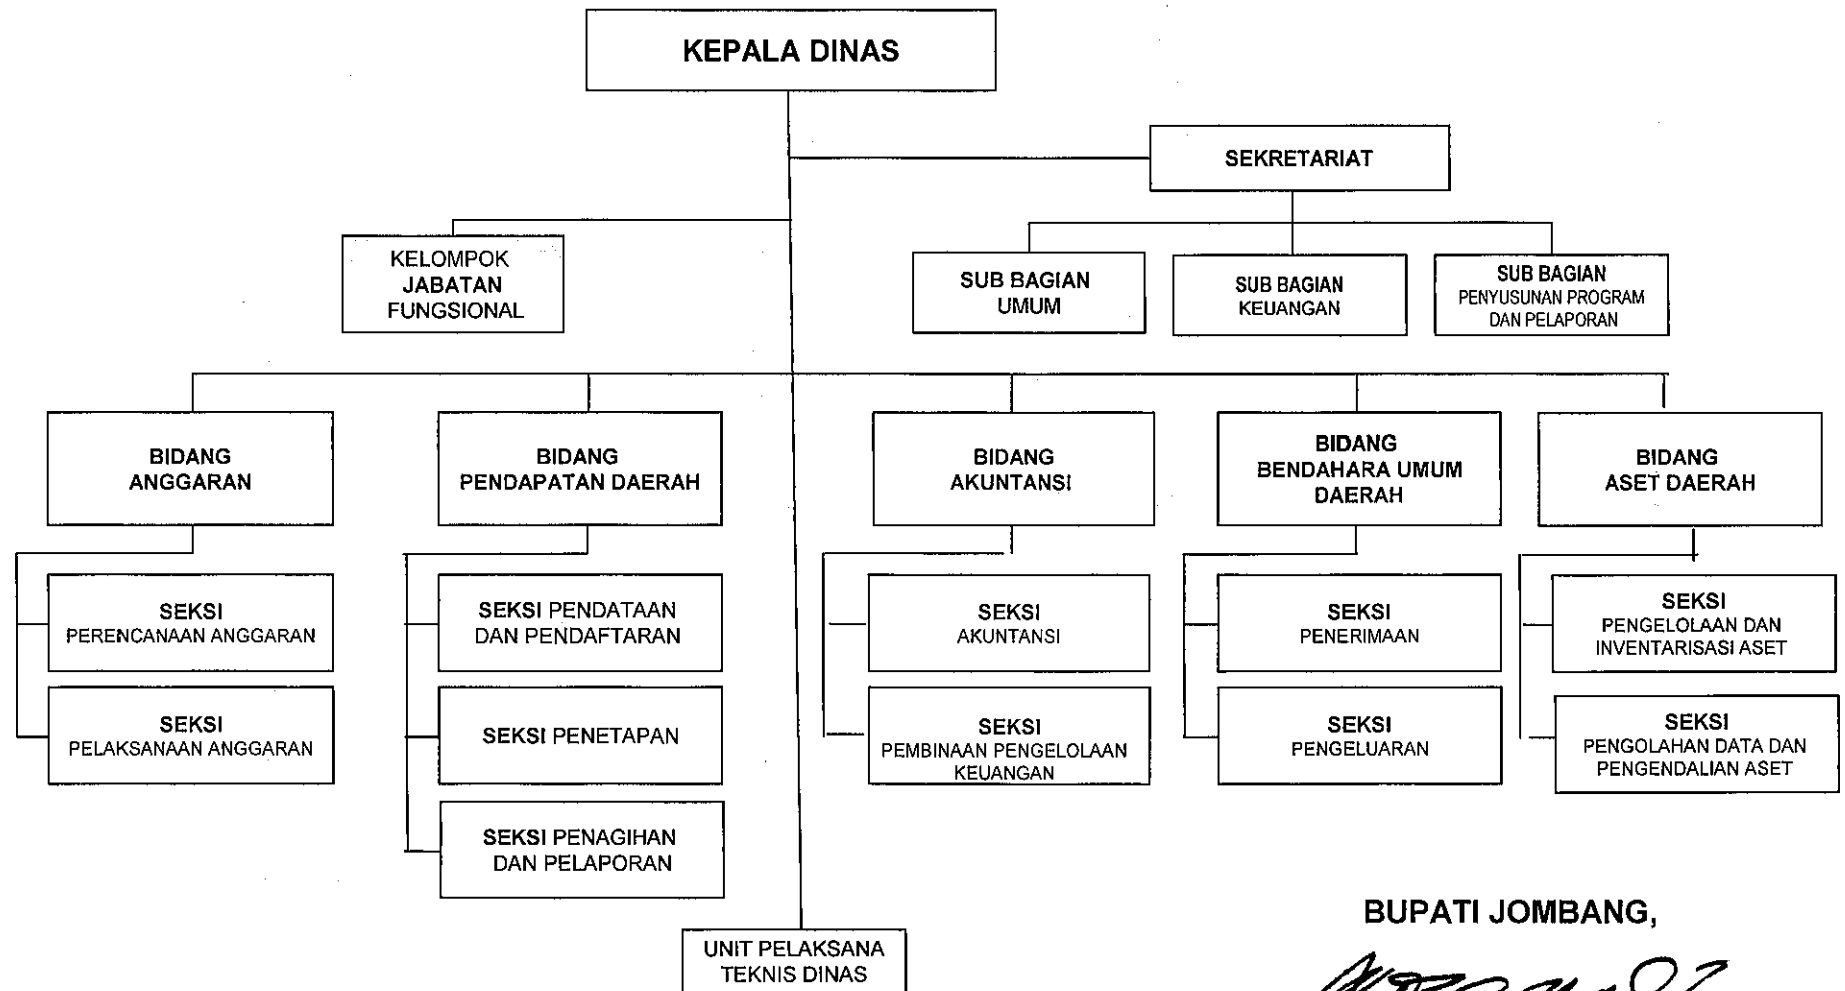 KEPALA DINAS
SEKRETARIAT
KELOMPOK
JABATAN
FUNGSIONAL
SUB BAGIAN
UMUM
SUB BAGIAN
KEUANGAN
SUB BAGIAN
PENYUSUNAN PROGRAM
DAN PELAPORAN
BIDANG
ANGGARAN
BIDANG
PENDAPATAN DAERAH
BIDANG
AKUNTANSI
BIDANG
BENDAHARA UMUM
DAERAH
BIDANG
ASET DAERAH
SEKSI
PERENCANAAN ANGGARAN
SEKSI PENDATAAN
DAN PENDAFTARAN
SEKSI
AKUNTANSI
SEKSI
PENERIMAAN
SEKSI
PENGELOLAAN DAN
INVENTARISASI ASET
SEKSI
PELAKSANAAN ANGGARAN
SEKSI PENETAPAN
SEKSI
PEMBINAAN PENGELOLAAN
KEUANGAN
SEKSI
PENGELUARAN
SEKSI
PENGOLAHAN DATA DAN
PENGENDALIAN ASET
SEKSI PENAGIHAN
DAN PELAPORAN
UNIT PELAKSANA
TEKNIS DINAS
BUPATI JOMBANG,